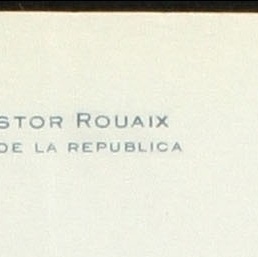 STOR ROUAIX
DE LA REPUBLICA